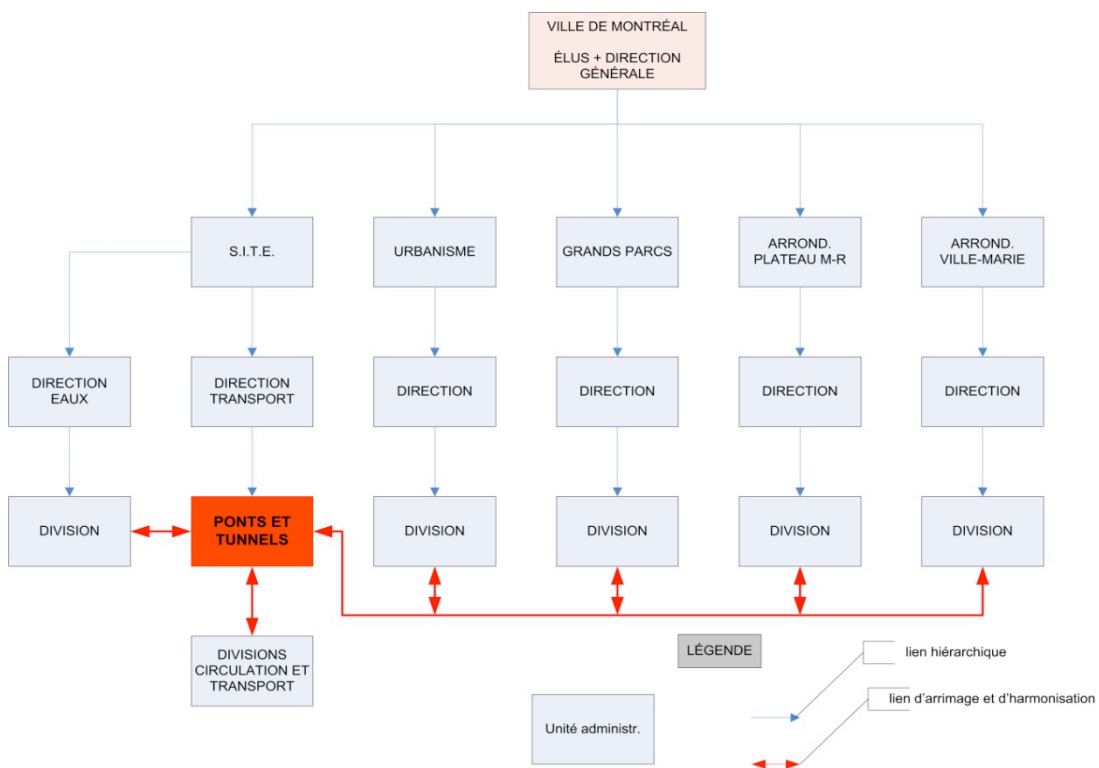 VILLE DE MONTRÉAL
ÉLUS + DIRECTION
GÉNÉRALE
S.I.T.E.
URBANISME
GRANDS PARCS
ARROND.
PLATEAU M-R
ARROND.
VILLE-MARIE
DIRECTION
EAUX
DIRECTION
TRANSPORT
DIRECTION
DIRECTION
DIRECTION
DIRECTION
DIVISION
PONTS ET
TUNNELS
DIVISION
DIVISION
DIVISION
DIVISION
DIVISIONS
CIRCULATION ET
TRANSPORT
LÉGENDE
lien hiérarchique
lien d'arrimage et d'harmonisation
Unité administr.